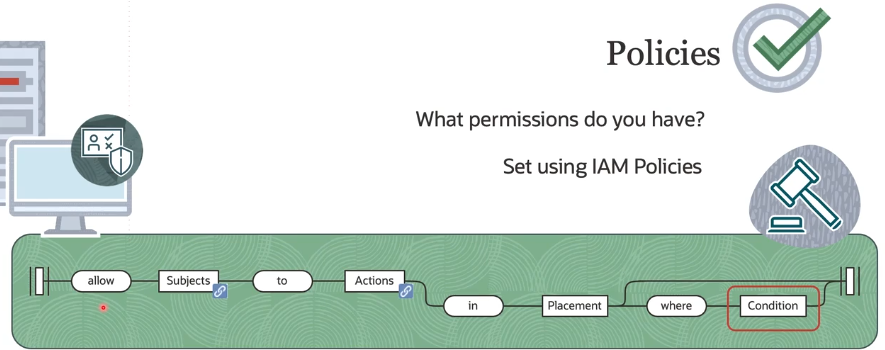 Policies
What permissions do you have?
Set using IAM Policies
allow Subjects to Actions
in Placement where Condition